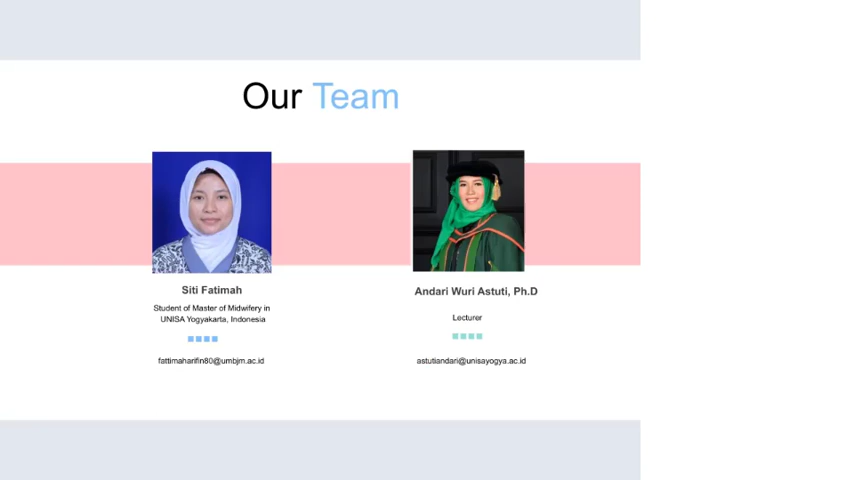 Our Team
Siti Fatimah
Student of Master of Midwifery in
UNISA Yogyakarta, Indonesia
fattimaharifin80@umbjm.ac.id
Andari Wuri Astuti, Ph.D
Lecturer
astutiandari@unisayogya.ac.id